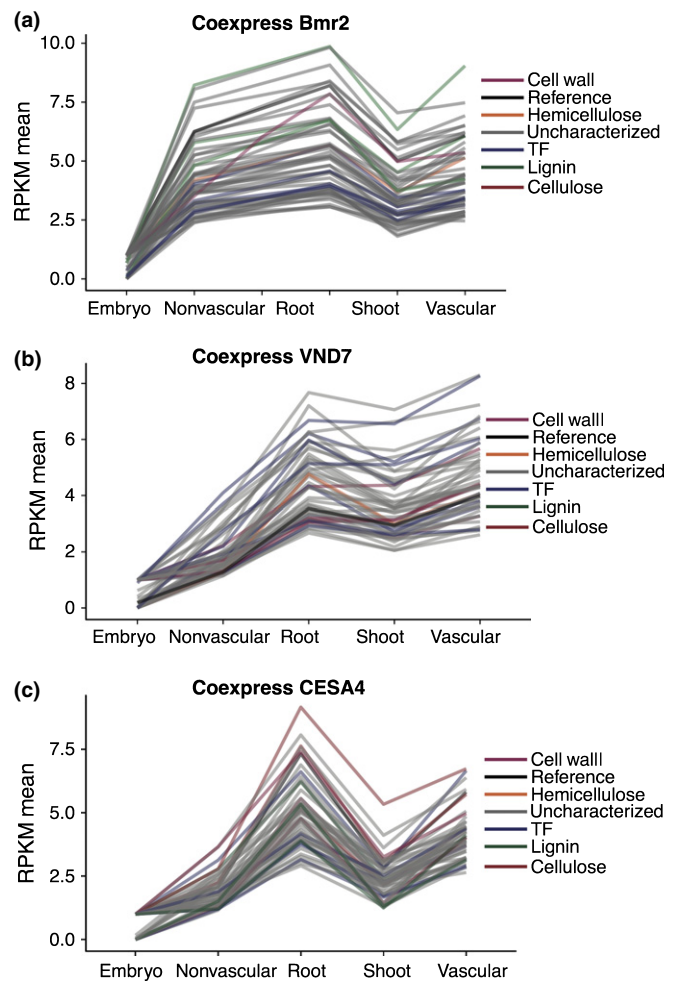 (a)
Coexpress Bmr2
RPKM mean
10.0
7.5
5.0
2.5
0.0
Embryo Nonvascular Root Shoot Vascular
Cell wall
Reference
Hemicellulose
Uncharacterized
TF
Lignin
Cellulose
(b)
Coexpress VND7
RPKM mean
8
6
4
2
0
Embryo Nonvascular Root Shoot Vascular
Cell walll
Reference
Hemicellulose
Uncharacterized
TF
Lignin
Cellulose
(c)
Coexpress CESA4
RPKM mean
7.5
5.0
2.5
0.0
Embryo Nonvascular Root Shoot Vascular
Cell walll
Reference
Hemicellulose
Uncharacterized
TF
Lignin
Cellulose